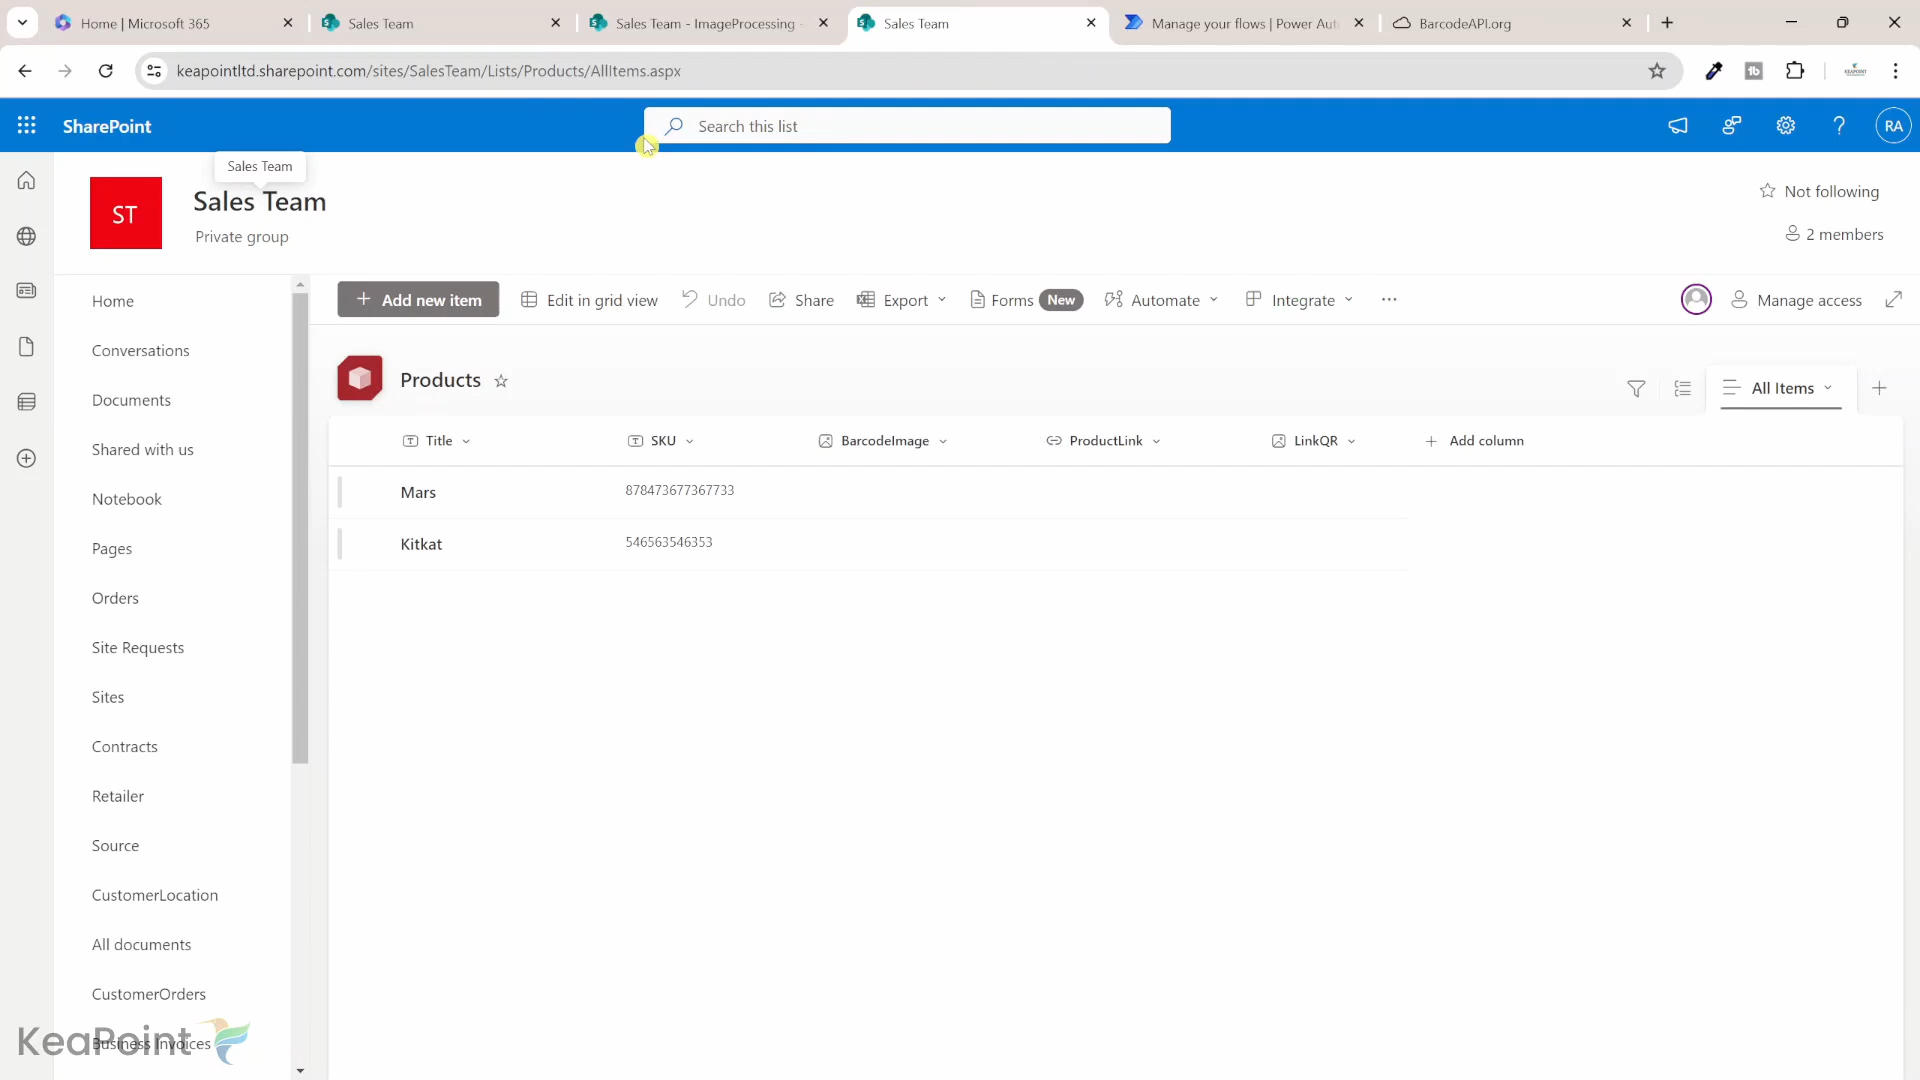 Home | Microsoft 365
Sales Team
Sales Team - ImageProcessing -
Sales Team
Manage your flows | Power Aut
BarcodeAPI.org
keapointltd.sharepoint.com/sites/SalesTeam/Lists/Products/AllItems.aspx
SharePoint
Search this list
RA
Sales Team
ST
Sales Team
Private group
Not following
2 members
Home
Conversations
Documents
Shared with us
Notebook
Pages
Orders
Site Requests
Sites
Contracts
Retailer
Source
CustomerLocation
All documents
CustomerOrders
Business Invoices
KeaPoint
Add new item
Edit in grid view
Undo
Share
Export
Forms New
Automate
Integrate
Manage access
Products
All Items
Title SKU BarcodeImage ProductLink LinkQR Add column
Mars 878473677367733
Kitkat 546563546353